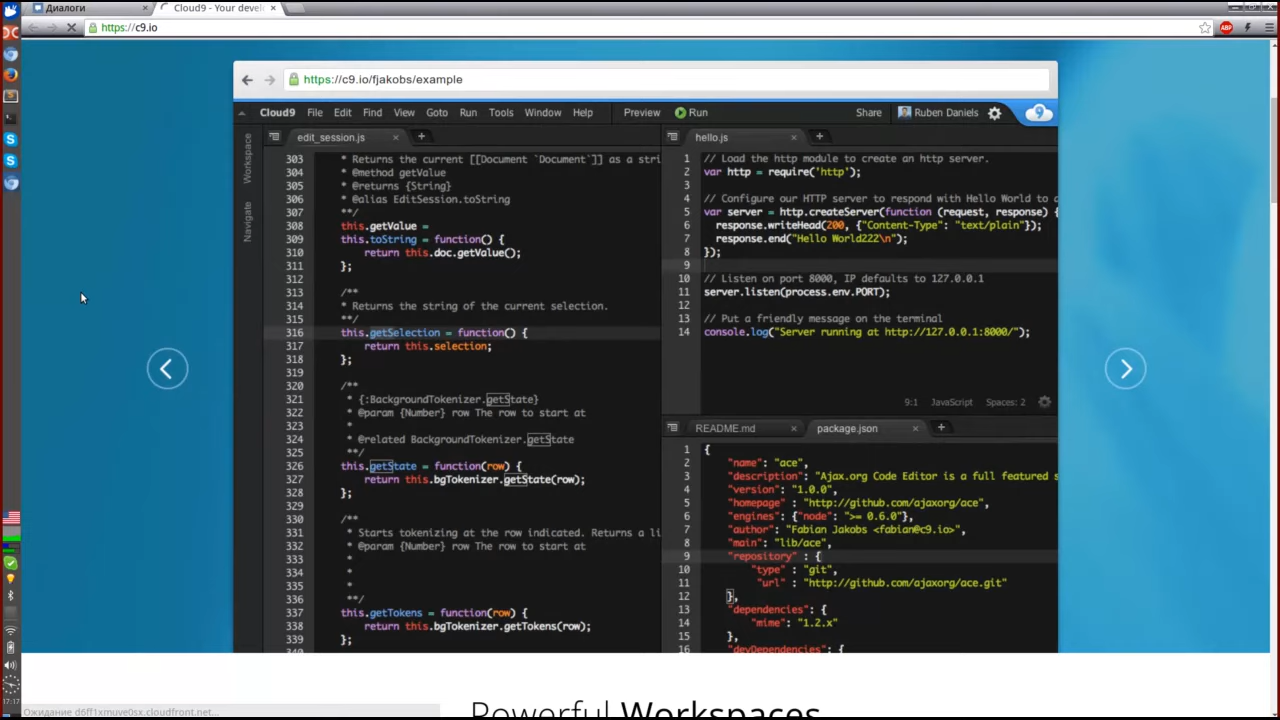 Диалоги
Cloud9 - Your devel
https://c9.io
https://c9.io/fjakobs/example
Cloud9 File Edit Find View Goto Run Tools Window Help Preview Run Share Ruben Daniels
Workspace
Navigate
edit_session.js
303 * Returns the current [[Document `Document`]] as a stri
304 * @method getValue
305 * @returns {String}
306 * @alias EditSession.toString
307 **/
308 this.getValue =
309 this.toString = function() {
310 return this.doc.getValue();
311 };
312
313 /**
314 * Returns the string of the current selection.
315 **/
316 this.getSelection = function() {
317 return this.selection;
318 };
319
320 /**
321 * {:BackgroundTokenizer.getState}
322 * @param {Number} row The row to start at
323 *
324 * @related BackgroundTokenizer.getState
325 **/
326 this.getState = function(row) {
327 return this.bgTokenizer.getState(row);
328 };
329
330 /**
331 * Starts tokenizing at the row indicated. Returns a li
332 * @param {Number} row The row to start at
333 *
334 *
335 *
336 **/
337 this.getTokens = function(row) {
338 return this.bgTokenizer.getTokens(row);
339 };
340
hello.js
1 // Load the http module to create an http server.
2 var http = require('http');
3
4 // Configure our HTTP server to respond with Hello World to a
5 var server = http.createServer(function (request, response) {
6 response.writeHead(200, {"Content-Type": "text/plain"});
7 response.end("Hello World222\n");
8 });
9
10 // Listen on port 8000, IP defaults to 127.0.0.1
11 server.listen(process.env.PORT);
12
13 // Put a friendly message on the terminal
14 console.log("Server running at http://127.0.0.1:8000/");
9:1 JavaScript Spaces: 2
README.md package.json
1 {
2 "name": "ace",
3 "description": "Ajax.org Code Editor is a full featured s
4 "version": "1.0.0",
5 "homepage" : "http://github.com/ajaxorg/ace",
6 "engines": {"node": ">= 0.6.0"},
7 "author": "Fabian Jakobs <fabian@c9.io>",
8 "main": "lib/ace",
9 "repository" : {
10 "type" : "git",
11 "url" : "http://github.com/ajaxorg/ace.git"
12 },
13 "dependencies": {
14 "mime": "1.2.x"
15 },
16 "devDependencies": {
Powerful Workspaces
Ожидание d6ff1xmuve0sx.cloudfront.net...
17:17
ABP